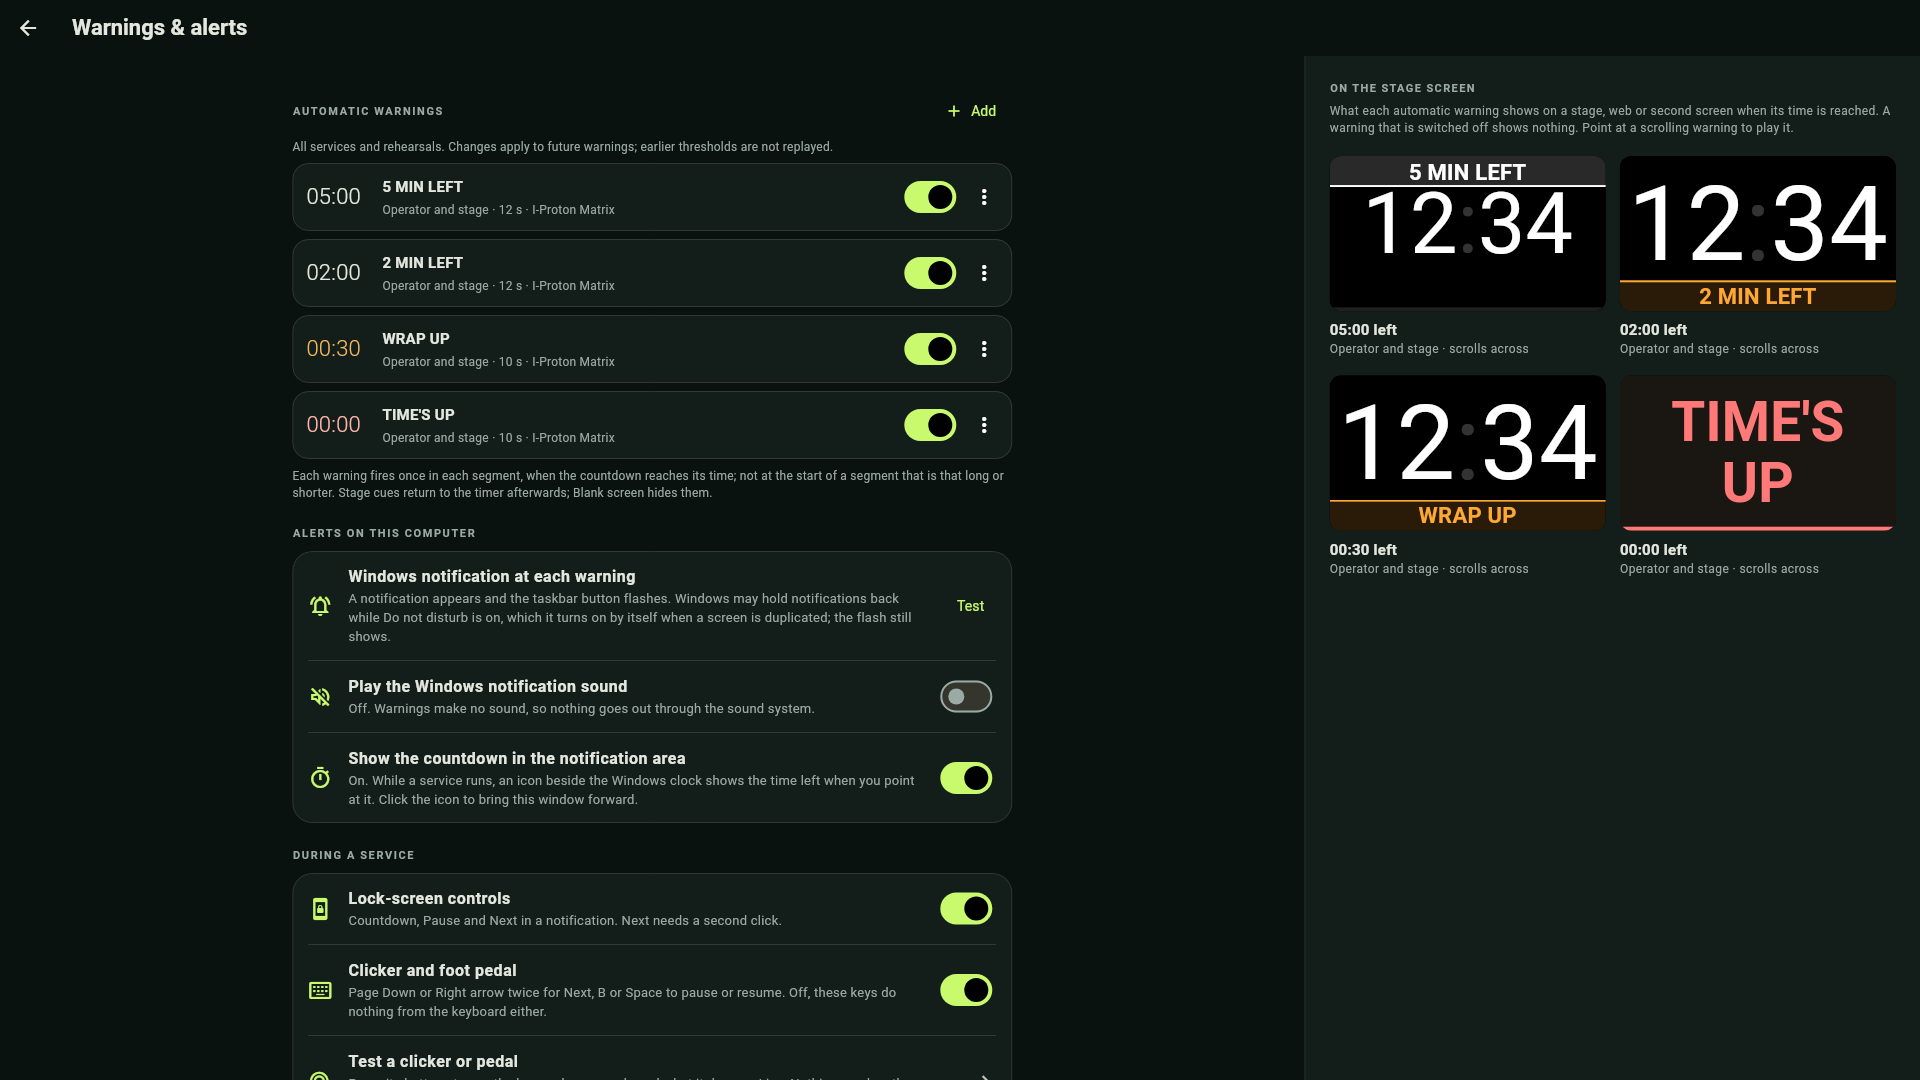 Warnings & alerts
AUTOMATIC WARNINGS
Add
All services and rehearsals. Changes apply to future warnings; earlier thresholds are not replayed.
05:00
5 MIN LEFT
Operator and stage · 12 s · I-Proton Matrix
02:00
2 MIN LEFT
Operator and stage · 12 s · I-Proton Matrix
00:30
WRAP UP
Operator and stage · 10 s · I-Proton Matrix
00:00
TIME'S UP
Operator and stage · 10 s · I-Proton Matrix
Each warning fires once in each segment, when the countdown reaches its time; not at the start of a segment that is that long or
shorter. Stage cues return to the timer afterwards; Blank screen hides them.
ALERTS ON THIS COMPUTER
Windows notification at each warning
A notification appears and the taskbar button flashes. Windows may hold notifications back
while Do not disturb is on, which it turns on by itself when a screen is duplicated; the flash still
shows.
Test
Play the Windows notification sound
Off. Warnings make no sound, so nothing goes out through the sound system.
Show the countdown in the notification area
On. While a service runs, an icon beside the Windows clock shows the time left when you point
at it. Click the icon to bring this window forward.
DURING A SERVICE
Lock-screen controls
Countdown, Pause and Next in a notification. Next needs a second click.
Clicker and foot pedal
Page Down or Right arrow twice for Next, B or Space to pause or resume. Off, these keys do
nothing from the keyboard either.
Test a clicker or pedal
ON THE STAGE SCREEN
What each automatic warning shows on a stage, web or second screen when its time is reached. A
warning that is switched off shows nothing. Point at a scrolling warning to play it.
5 MIN LEFT
12:34
05:00 left
Operator and stage · scrolls across
12:34
2 MIN LEFT
02:00 left
Operator and stage · scrolls across
12:34
WRAP UP
00:30 left
Operator and stage · scrolls across
TIME'S
UP
00:00 left
Operator and stage · scrolls across